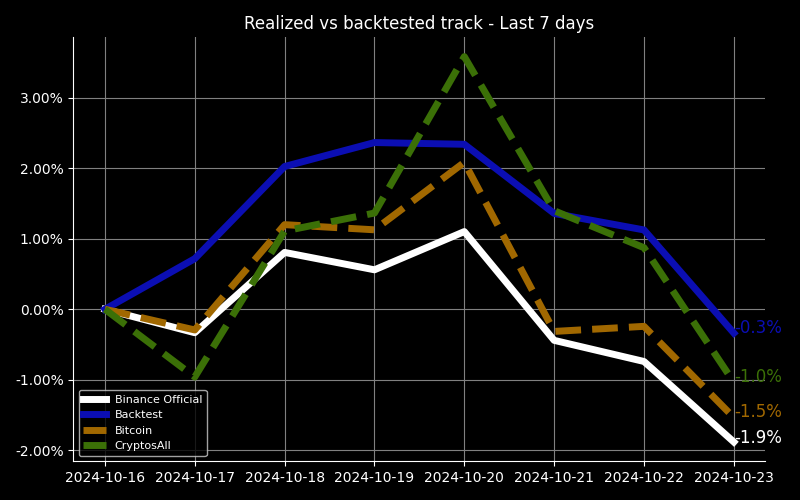 Realized vs backtested track - Last 7 days
3.00%
2.00%
1.00%
0.00%
-1.00%
-2.00%
-0.3%
-1.0%
-1.5%
-1.9%
Binance Official
Backtest
Bitcoin
CryptosAll
2024-10-16 2024-10-17 2024-10-18 2024-10-19 2024-10-20 2024-10-21 2024-10-22 2024-10-23